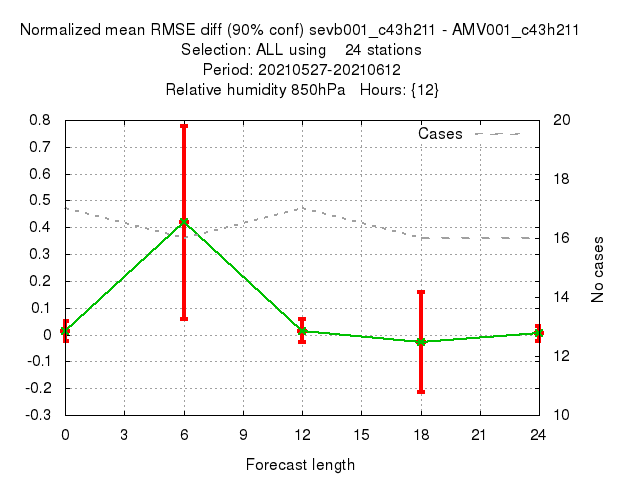 Normalized mean RMSE diff (90% conf) sevb001_c43h211 - AMV001_c43h211
Selection: ALL using 24 stations
Period: 20210527-20210612
Relative humidity 850hPa Hours: {12}
Cases
0.8
0.7
0.6
0.5
0.4
0.3
0.2
0.1
0
-0.1
-0.2
-0.3
20
18
16
14
12
10
No cases
0 3 6 9 12 15 18 21 24
Forecast length